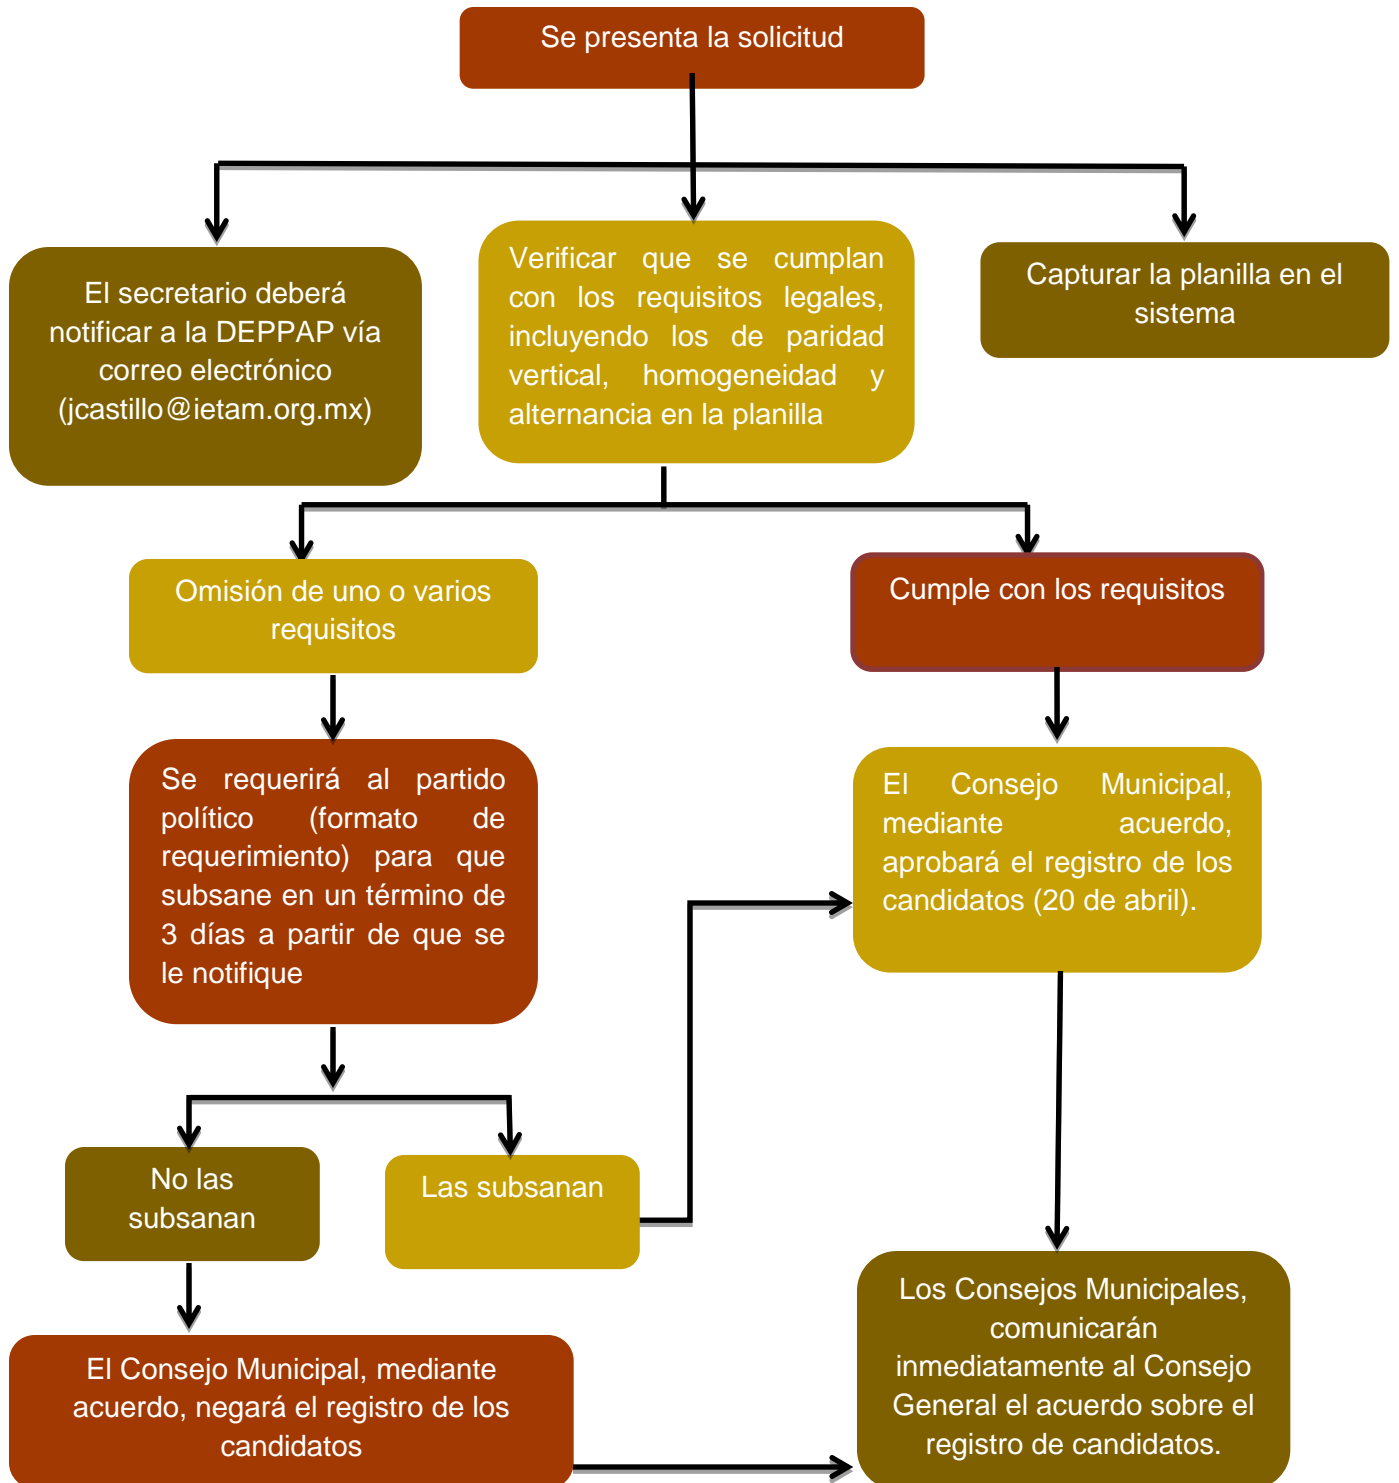 Se presenta la solicitud
El secretario deberá
notificar a la DEPPAP vía
correo electrónico
(jcastillo@ietam.org.mx)
Verificar que se cumplan
con los requisitos legales,
incluyendo los de paridad
vertical, homogeneidad y
alternancia en la planilla
Capturar la planilla en el
sistema
Omisión de uno o varios
requisitos
Cumple con los requisitos
Se requerirá al partido
político (formato de
requerimiento) para que
subsane en un término de
3 días a partir de que se
le notifique
El Consejo Municipal,
mediante acuerdo,
aprobará el registro de los
candidatos (20 de abril).
No las
subsanan
Las subsanan
El Consejo Municipal, mediante
acuerdo, negará el registro de los
candidatos
Los Consejos Municipales,
comunicarán
inmediatamente al Consejo
General el acuerdo sobre el
registro de candidatos.